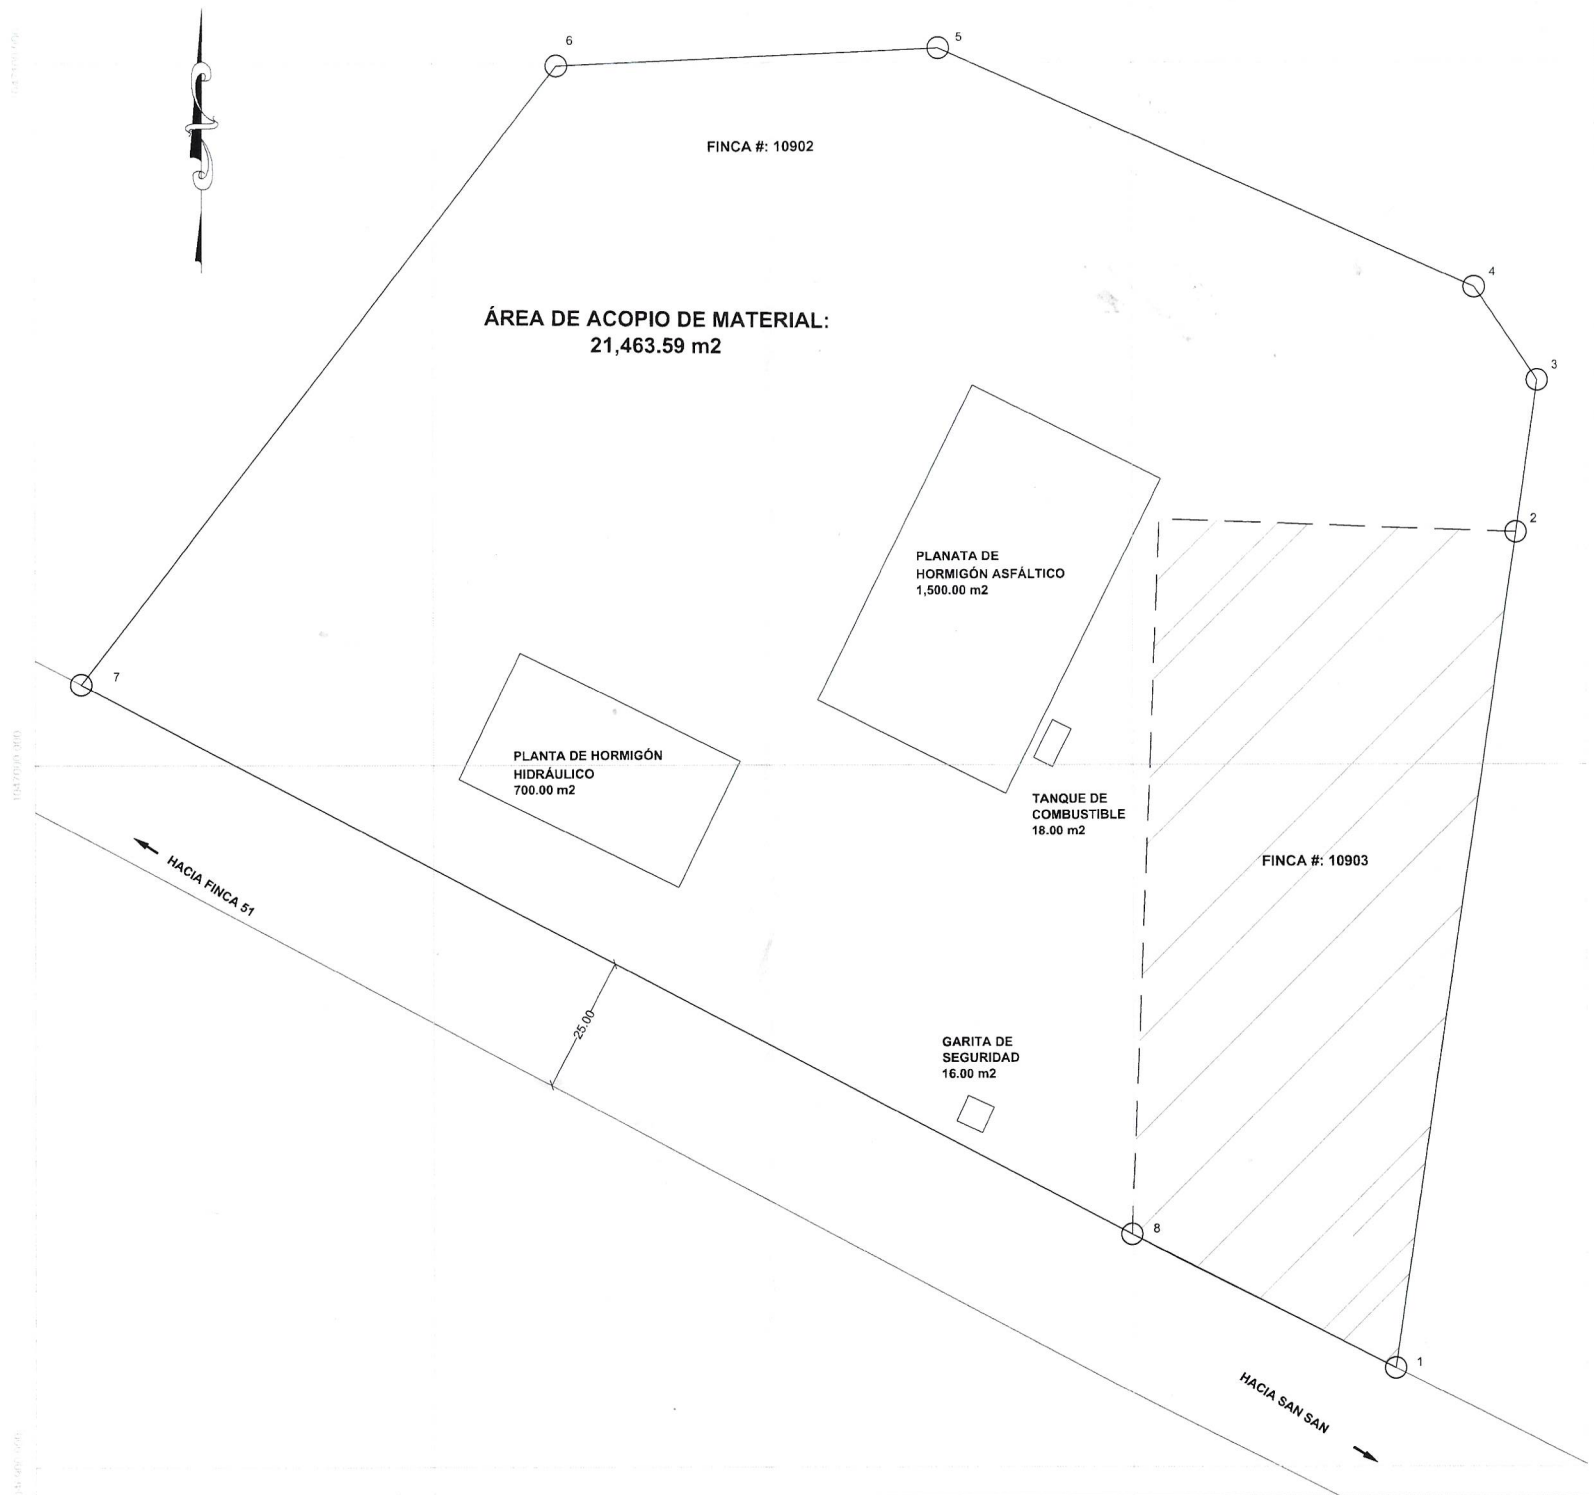 6
5
FINCA #: 10902
4
ÁREA DE ACOPIO DE MATERIAL:
21,463.59 m2
3
2
PLANATA DE
HORMIGÓN ASFÁLTICO
1,500.00 m2
7
PLANTA DE HORMIGÓN
HIDRÁULICO
700.00 m2
TANQUE DE
COMBUSTIBLE
18.00 m2
FINCA #: 10903
HACIA FINCA 51
25.00
GARITA DE
SEGURIDAD
16.00 m2
8
1
HACIA SAN SAN